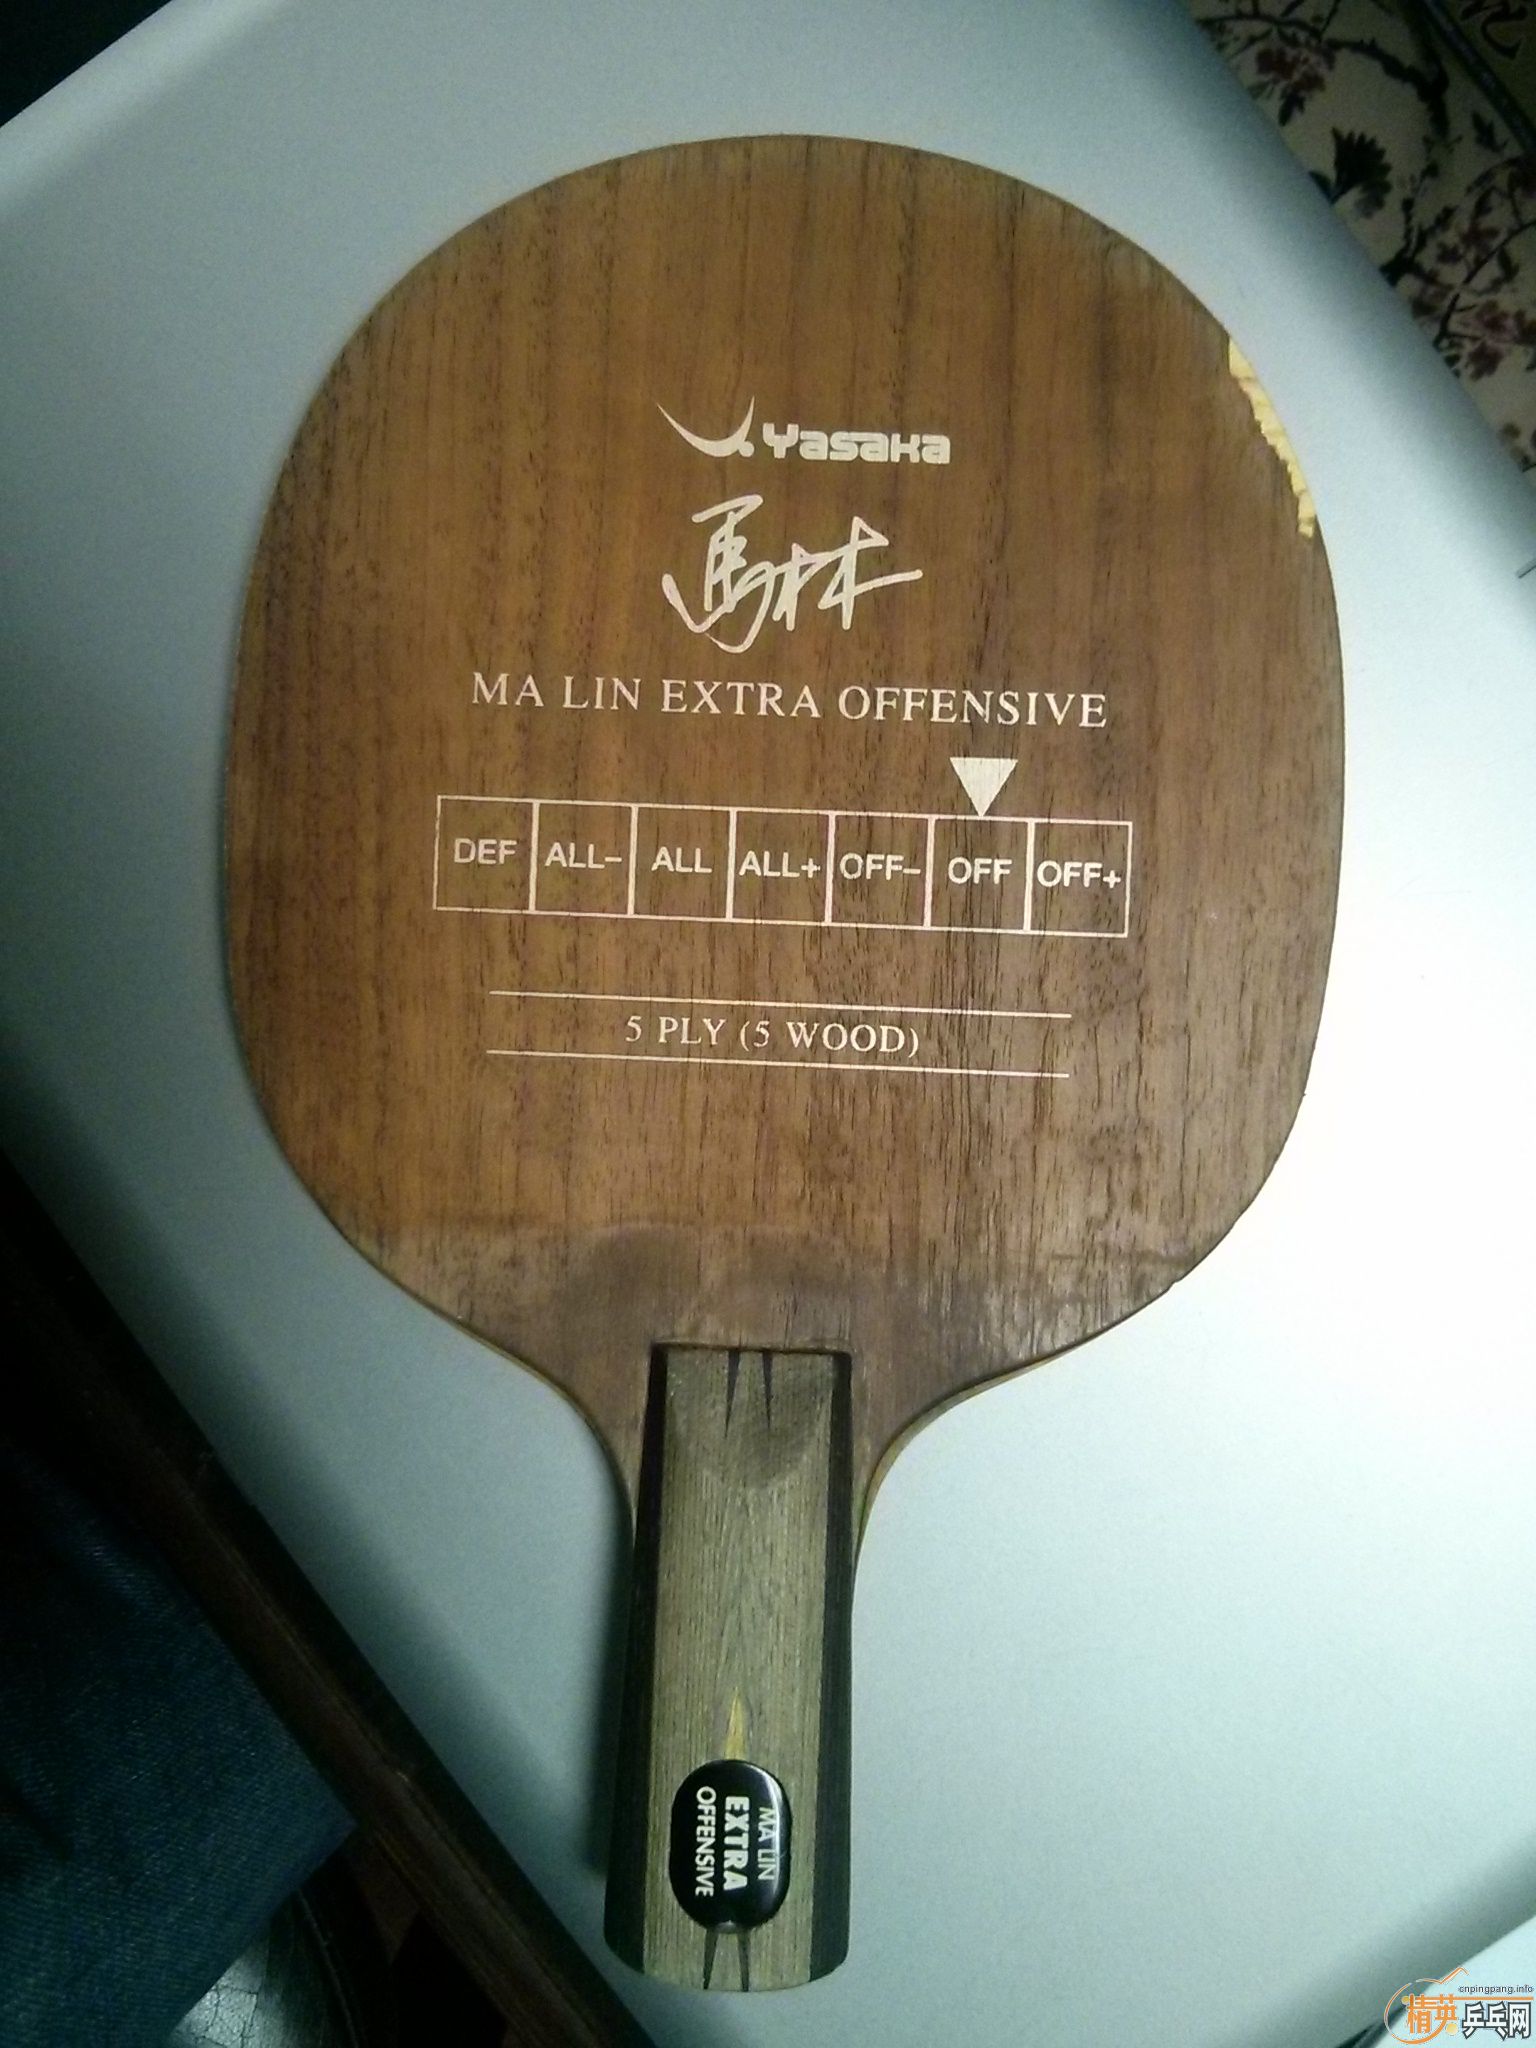 Yasaka
馬林
MA LIN EXTRA OFFENSIVE
DEF ALL- ALL ALL+ OFF- OFF OFF+
5 PLY (5 WOOD)
MA LIN
EXTRA
OFFENSIVE
cnpingpang.info
精英乒乓网